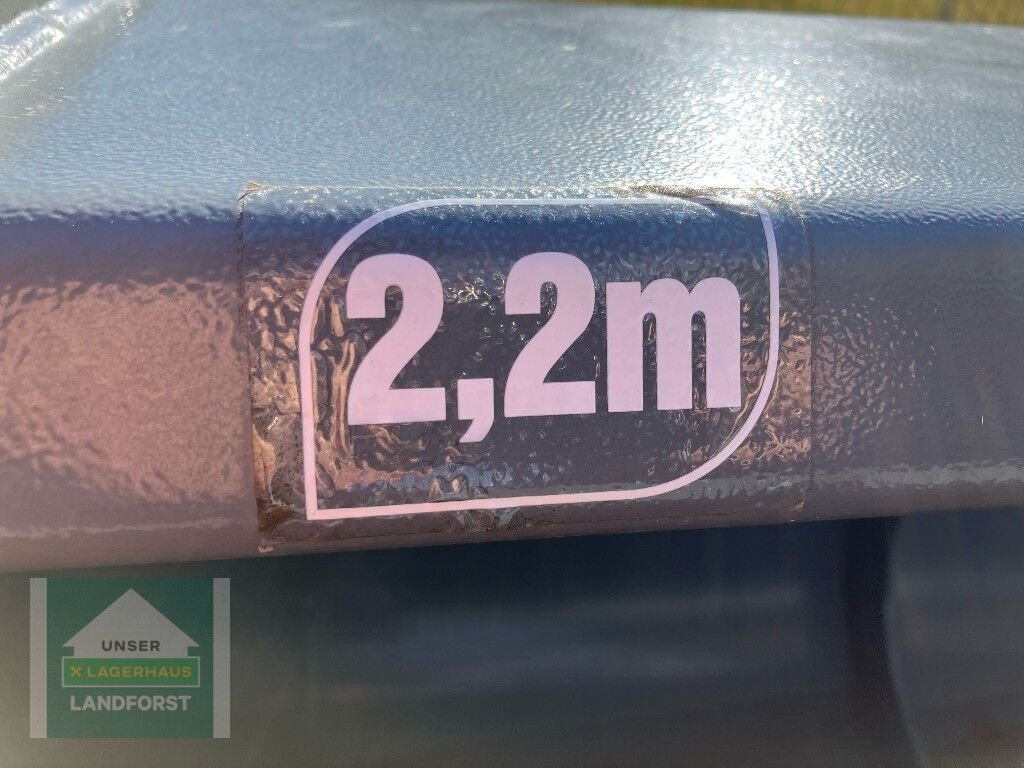 2,2m
UNSER
X LAGERHAUS
LANDFORST